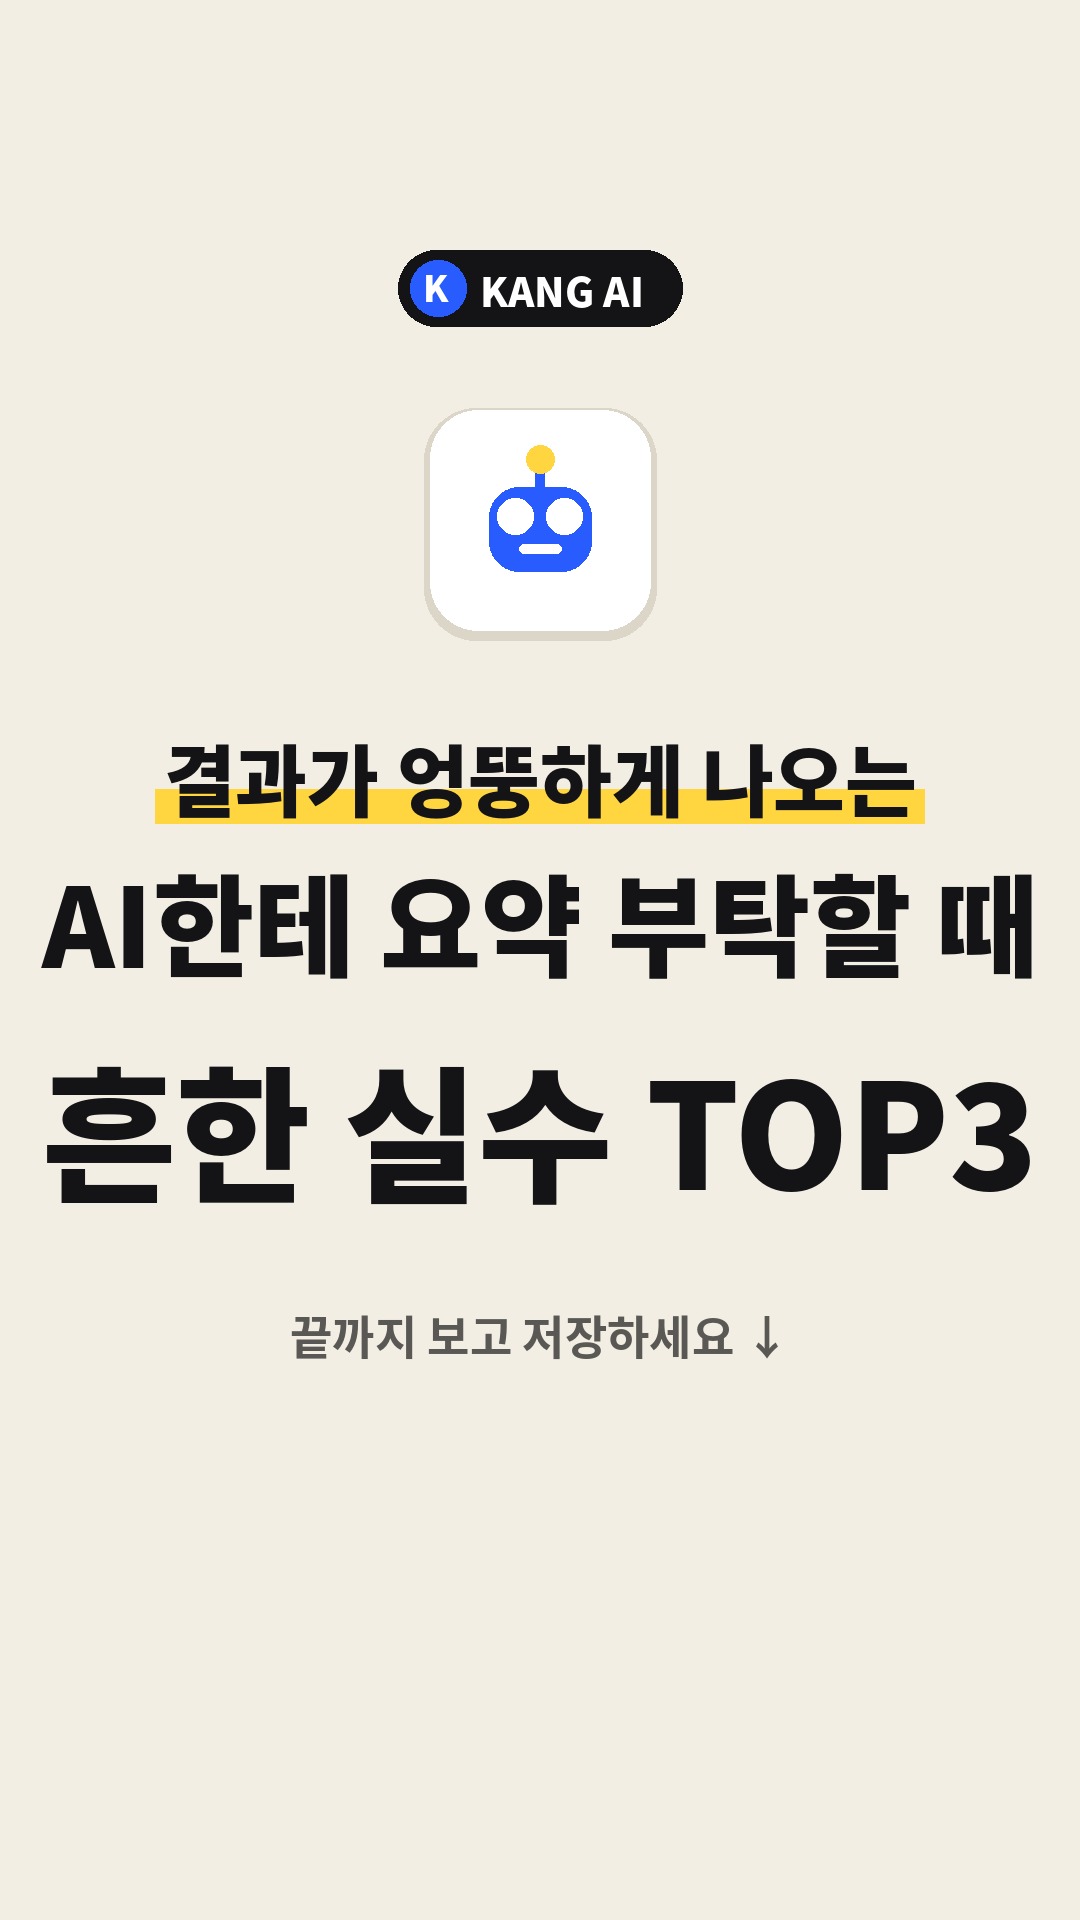 K KANG AI
결과가 엉뚱하게 나오는
AI한테 요약 부탁할 때
흔한 실수 TOP3
끝까지 보고 저장하세요 ↓